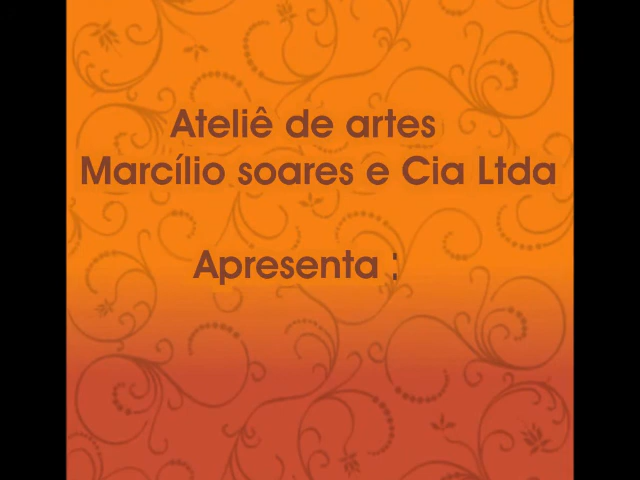 Ateliê de artes
Marcílio soares e Cia Ltda
Apresenta :